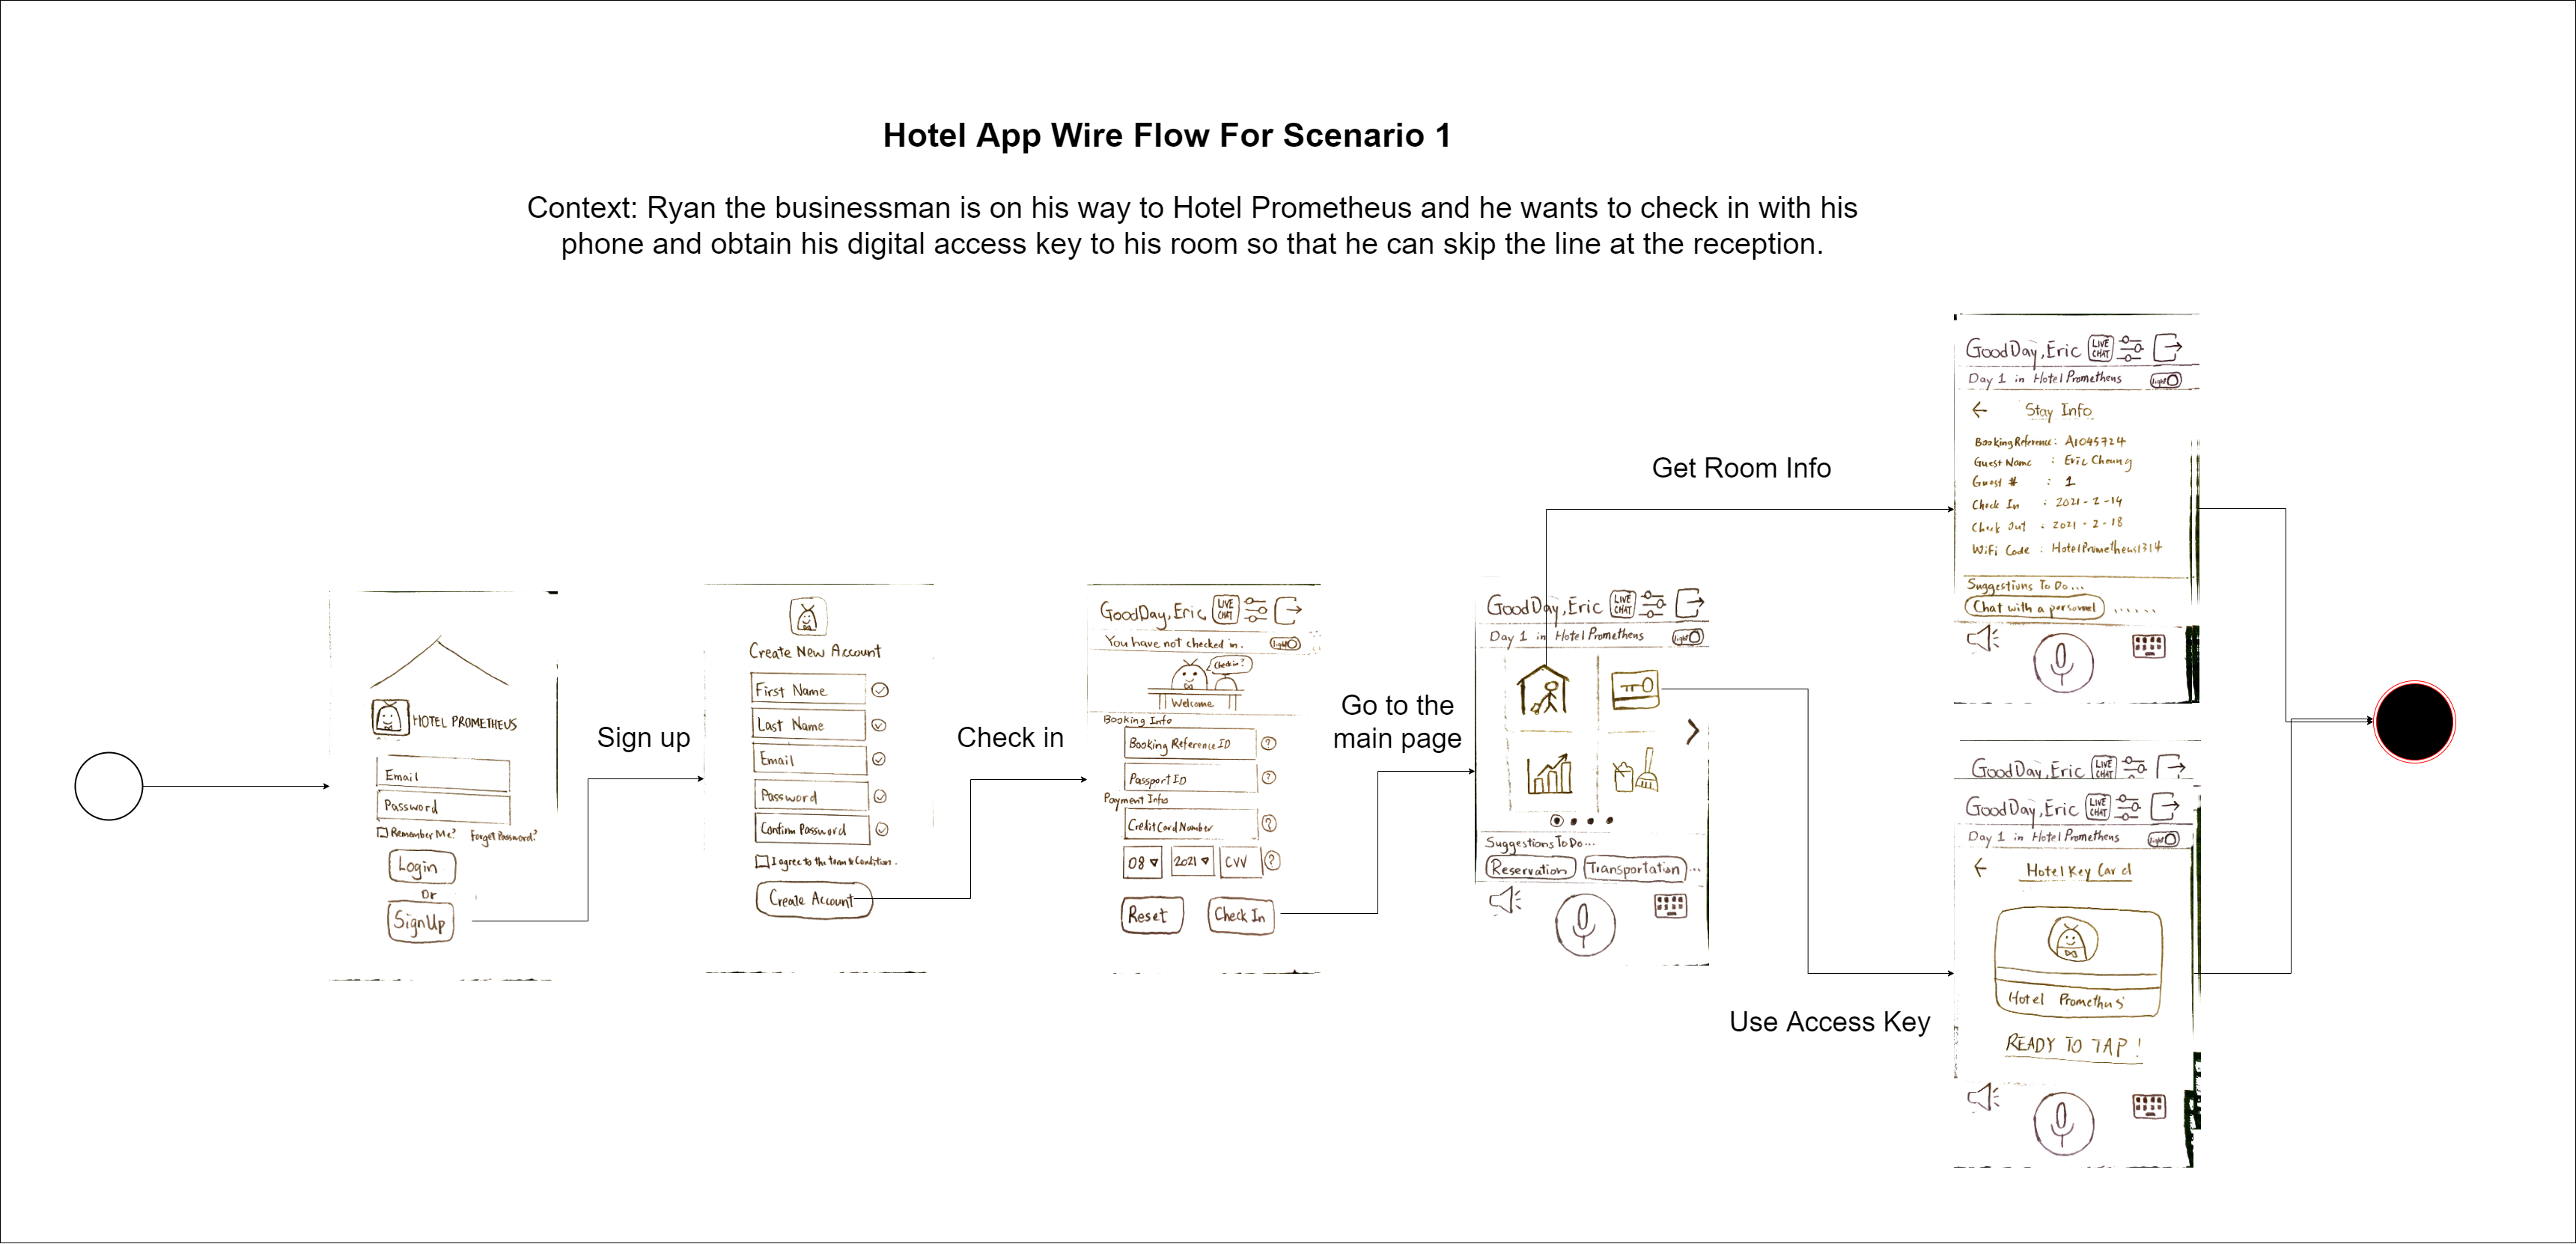 Hotel App Wire Flow For Scenario 1
Context: Ryan the businessman is on his way to Hotel Prometheus and he wants to check in with his
phone and obtain his digital access key to his room so that he can skip the line at the reception.
HOTEL PROMETHEUS
Email
Password
Remember Me? Forget Password?
Login
Or
SignUp
Sign up
Create New Account
First Name
Last Name
Email
Password
Confirm Password
I agree to the term & Condition.
Create Account
Check in
GoodDay, Eric LIVE CHAT
You have not checked in. light
Check in?
Welcome
Booking Info
Booking Reference ID ?
Passport ID ?
Payment Info
Credit Card Number ?
08 2021 CVV ?
Reset Check In
Go to the
main page
GoodDay, Eric LIVE CHAT
Day 1 in Hotel Prometheus light
Suggestions To Do...
Reservation Transportation ...
Get Room Info
GoodDay, Eric LIVE CHAT
Day 1 in Hotel Prometheus light
Stay Info
Booking Reference: A1045724
Guest Name : Eric Cheung
Guest # : 1
Check In : 2021-2-14
Check Out : 2021-2-18
WiFi Code : HotelPrometheus1314
Suggestions To Do...
Chat with a personnel ......
Use Access Key
GoodDay, Eric LIVE CHAT
GoodDay, Eric LIVE CHAT
Day 1 in Hotel Prometheus light
Hotel Key Card
Hotel Promethus
READY TO TAP!